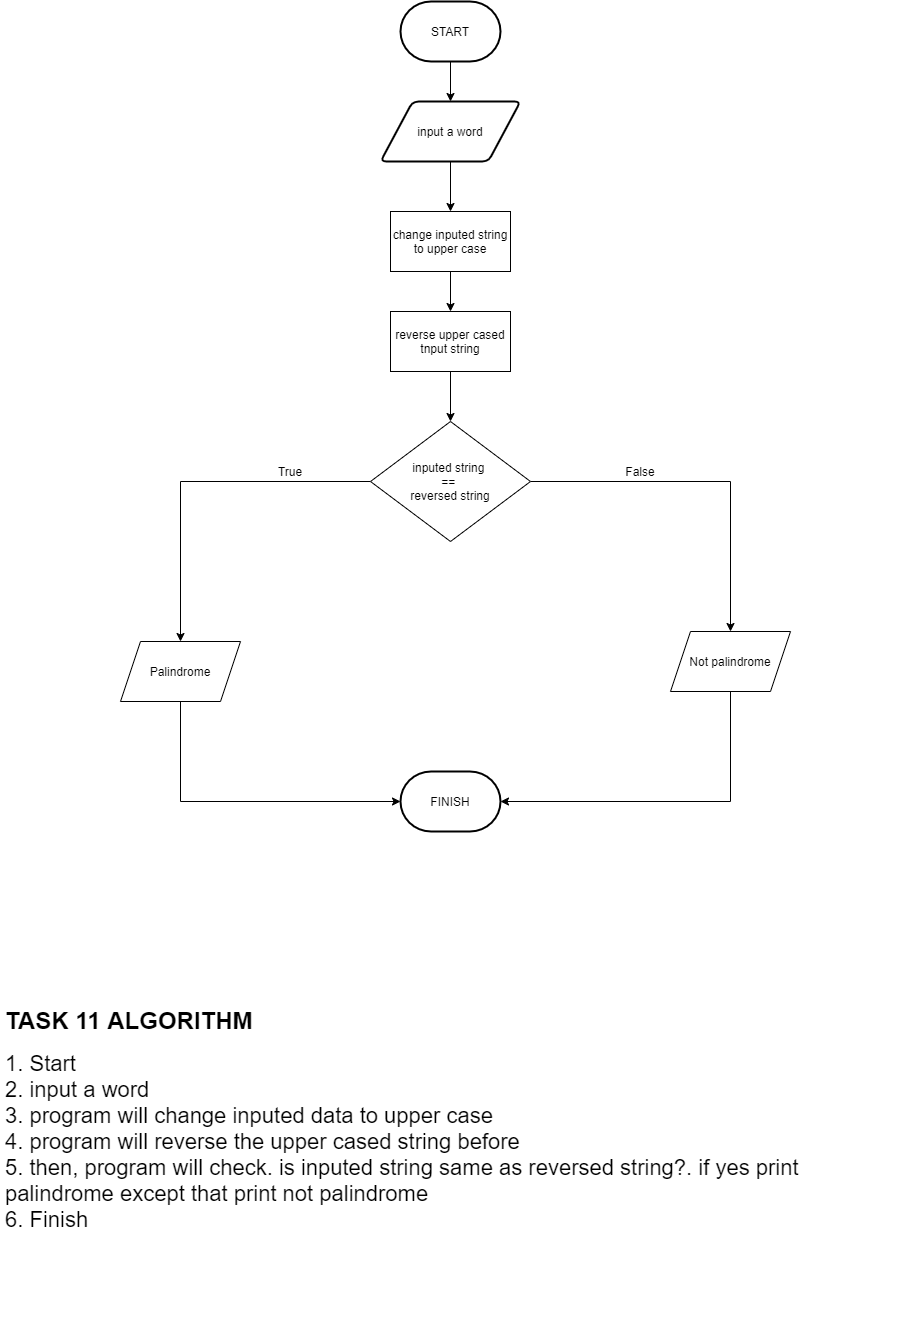 START
input a word
change inputed string
to upper case
reverse upper cased
tnput string
inputed string
==
reversed string
True
False
Palindrome
Not palindrome
FINISH
TASK 11 ALGORITHM
1. Start
2. input a word
3. program will change inputed data to upper case
4. program will reverse the upper cased string before
5. then, program will check. is inputed string same as reversed string?. if yes print
palindrome except that print not palindrome
6. Finish